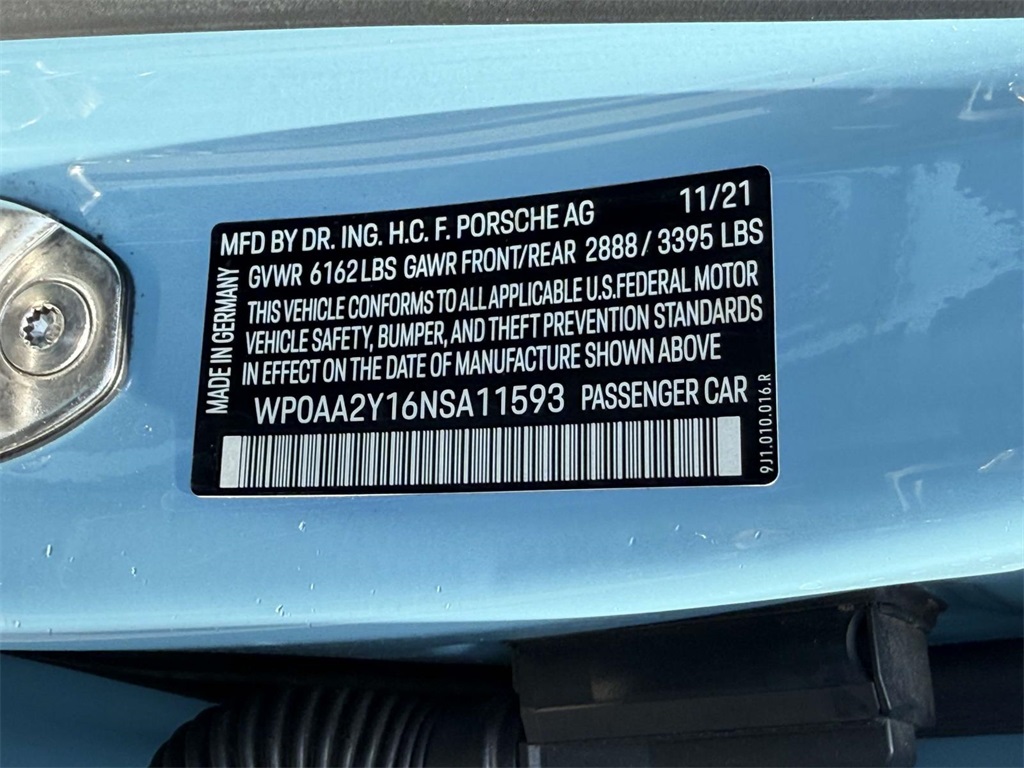 MFD BY DR. ING. H.C. F. PORSCHE AG 11/21
GVWR 6162 LBS GAWR FRONT/REAR 2888 / 3395 LBS
THIS VEHICLE CONFORMS TO ALL APPLICABLE U.S. FEDERAL MOTOR
VEHICLE SAFETY, BUMPER, AND THEFT PREVENTION STANDARDS
IN EFFECT ON THE DATE OF MANUFACTURE SHOWN ABOVE
WP0AA2Y16NSA11593 PASSENGER CAR
MADE IN GERMANY
9J1.010.016.R